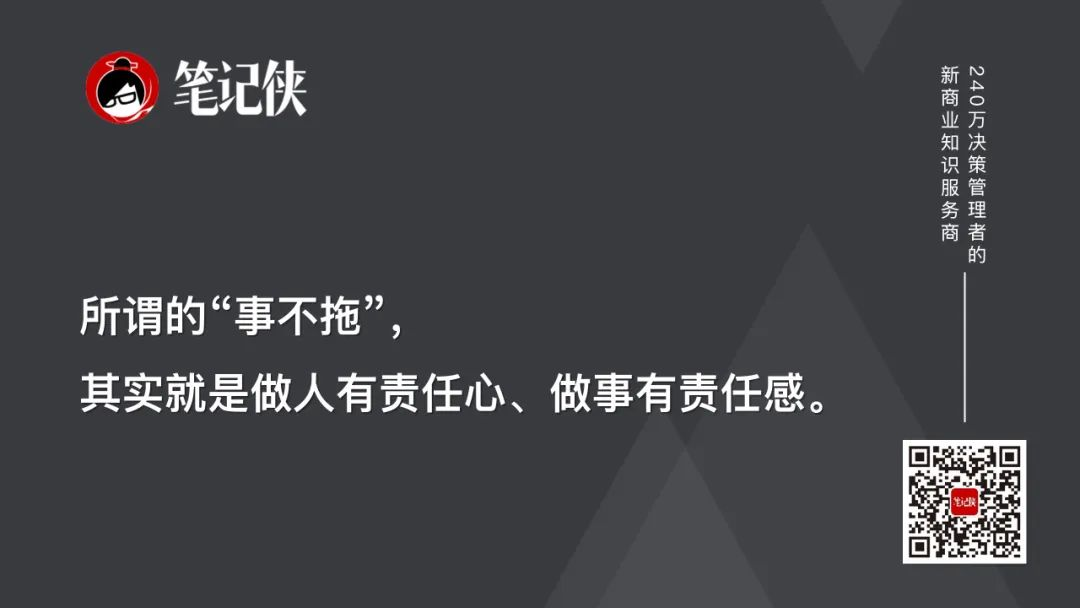 笔记侠
240万决策管理者的
新商业知识服务商
所谓的“事不拖”，
其实就是做人有责任心、做事有责任感。
笔记侠